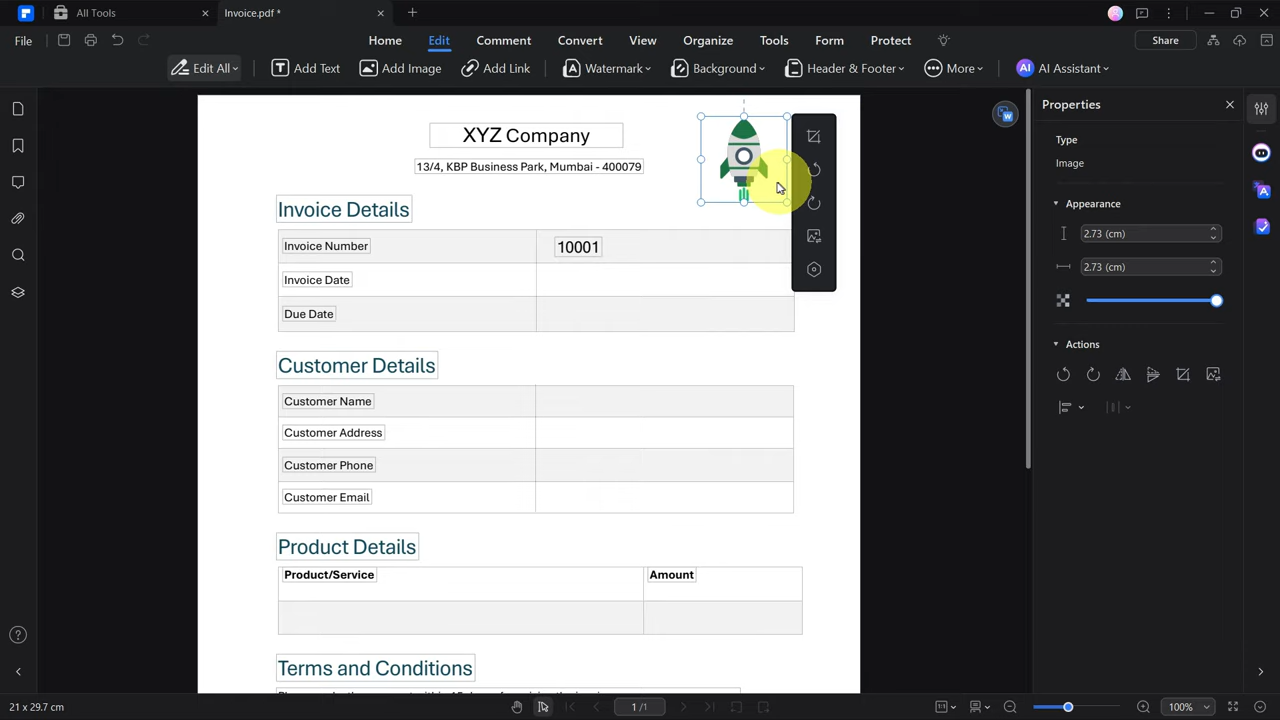 All Tools
Invoice.pdf *
File
Home
Edit
Comment
Convert
View
Organize
Tools
Form
Protect
Share
Edit All
Add Text
Add Image
Add Link
Watermark
Background
Header & Footer
More
AI AI Assistant
XYZ Company
13/4, KBP Business Park, Mumbai - 400079
Invoice Details
Invoice Number 10001
Invoice Date
Due Date
Customer Details
Customer Name
Customer Address
Customer Phone
Customer Email
Product Details
Product/Service Amount
Terms and Conditions
Properties
Type
Image
Appearance
2.73 (cm)
2.73 (cm)
Actions
21 x 29.7 cm
1 /1
100%